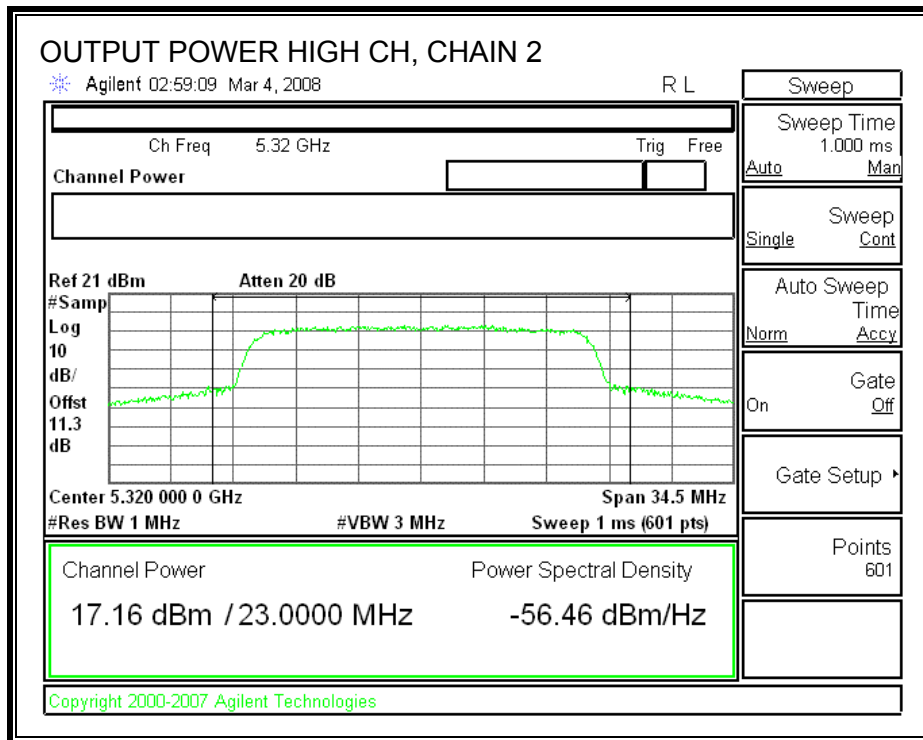 OUTPUT POWER HIGH CH, CHAIN 2
Agilent 02:59:09 Mar 4, 2008 R L
Ch Freq 5.32 GHz Trig Free
Channel Power
Ref 21 dBm Atten 20 dB
#Samp
Log
10
dB/
Offst
11.3
dB
Center 5.320 000 0 GHz Span 34.5 MHz
#Res BW 1 MHz #VBW 3 MHz Sweep 1 ms (601 pts)
Channel Power Power Spectral Density
17.16 dBm / 23.0000 MHz -56.46 dBm/Hz
Copyright 2000-2007 Agilent Technologies
Sweep
Sweep Time
1.000 ms
Auto Man
Sweep
Single Cont
Auto Sweep
Time
Norm Accy
Gate
On Off
Gate Setup
Points
601